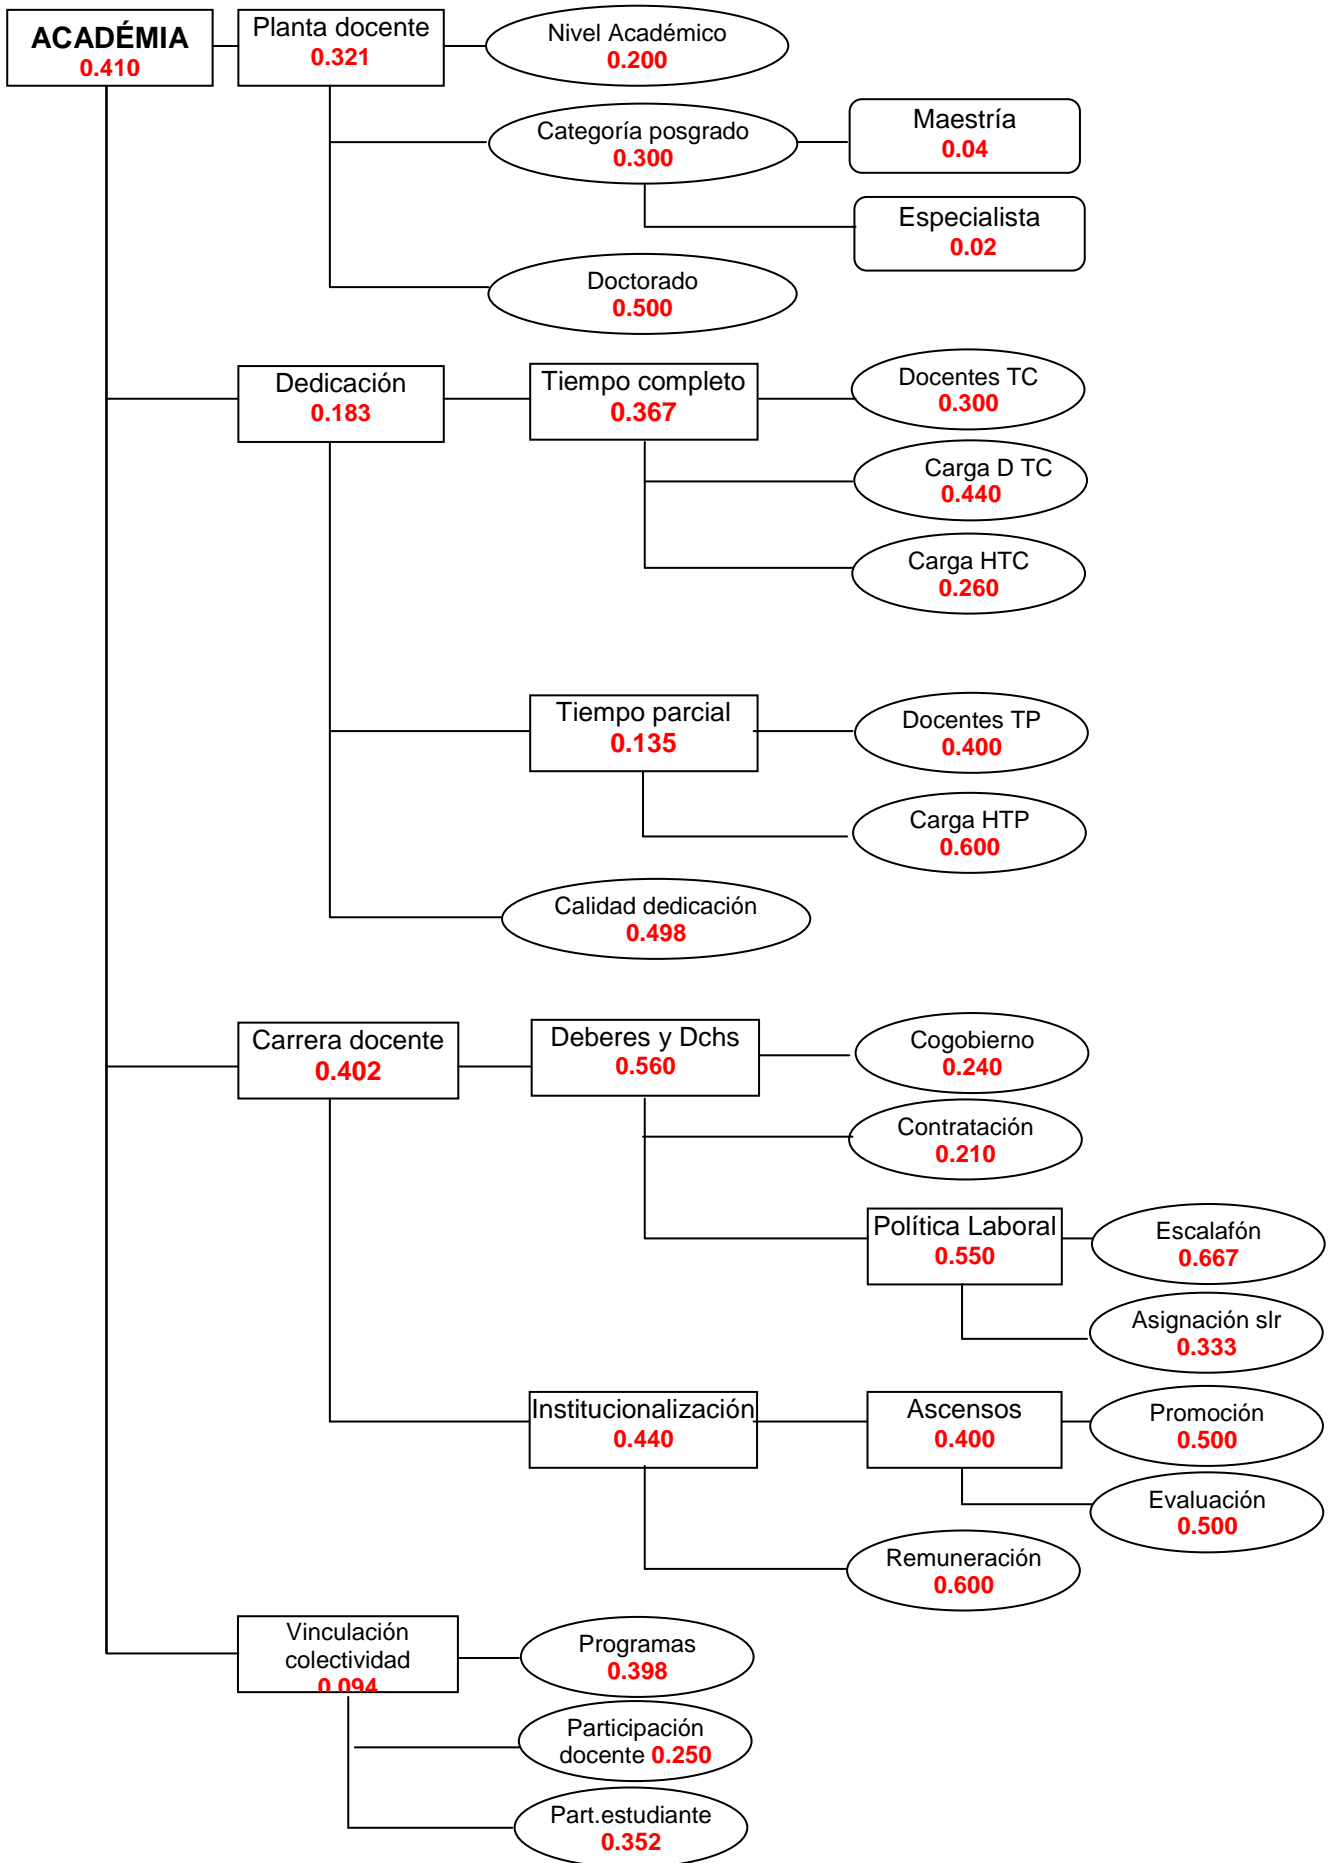 ACADÉMIA
0.410
Planta docente
0.321
Nivel Académico
0.200
Categoría posgrado
0.300
Maestría
0.04
Especialista
0.02
Doctorado
0.500
Dedicación
0.183
Tiempo completo
0.367
Docentes TC
0.300
Carga D TC
0.440
Carga HTC
0.260
Tiempo parcial
0.135
Docentes TP
0.400
Carga HTP
0.600
Calidad dedicación
0.498
Carrera docente
0.402
Deberes y Dchs
0.560
Cogobierno
0.240
Contratación
0.210
Política Laboral
0.550
Escalafón
0.667
Asignación slr
0.333
Institucionalización
0.440
Ascensos
0.400
Promoción
0.500
Evaluación
0.500
Remuneración
0.600
Vinculación
colectividad
0.094
Programas
0.398
Participación
docente 0.250
Part.estudiante
0.352